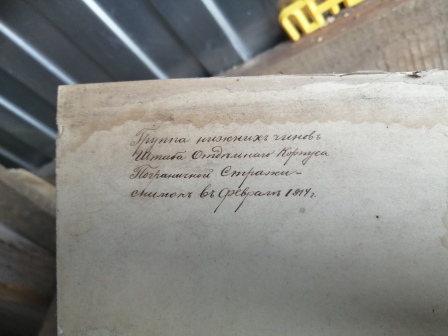 Группа нижнихъ чиновъ
Штаба Отдѣльнаго Корпуса
Пограничной Стражи –
снимокъ въ Февралѣ 1914 г.